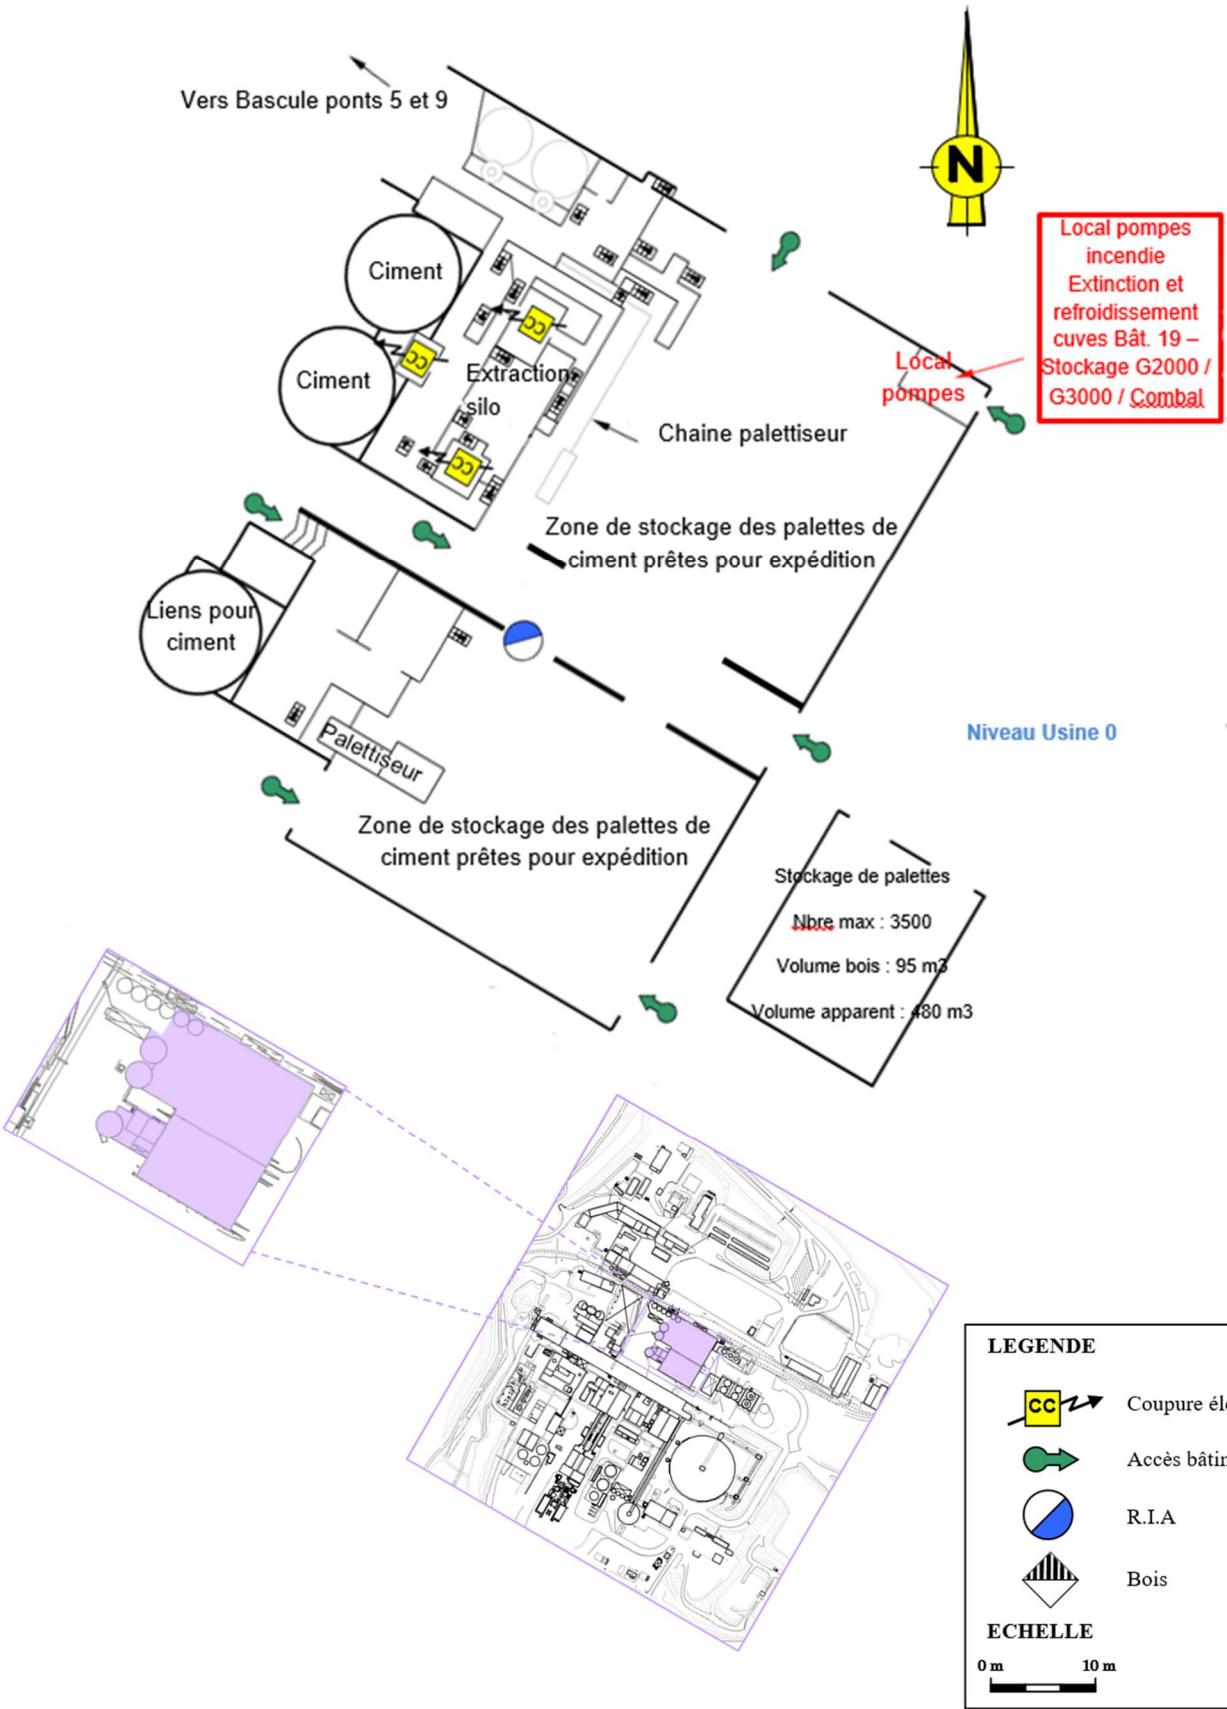 Vers Bascule ponts 5 et 9
N
Local pompes
incendie
Extinction et
refroidissement
cuves Bât. 19 –
Stockage G2000 /
G3000 / Combal
Local
pompes
Ciment
CC
CC
Ciment
Extraction
silo
CC
Chaine palettiseur
Zone de stockage des palettes de
ciment prêtes pour expédition
Liens pour
ciment
Niveau Usine 0
Palettiseur
Zone de stockage des palettes de
ciment prêtes pour expédition
Stockage de palettes
Nbre max : 3500
Volume bois : 95 m3
Volume apparent : 480 m3
LEGENDE
CC
Coupure éle
Accès bâtin
R.I.A
Bois
ECHELLE
0 m 10 m